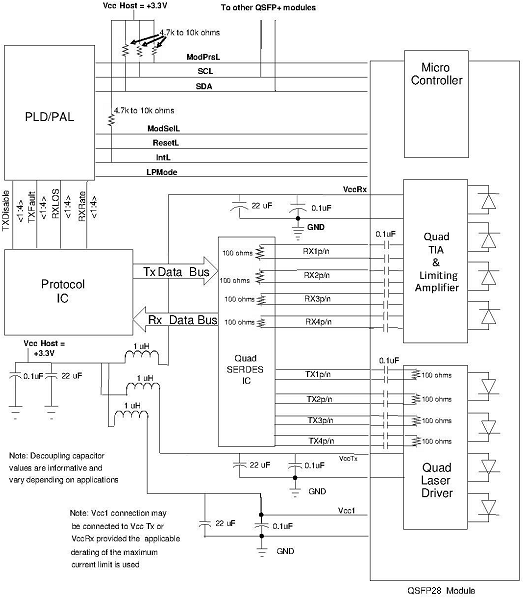 Vcc Host = +3.3V
To other QSFP+ modules
4.7k to 10k ohms
ModPrsL
SCL
SDA
Micro
Controller
PLD/PAL
4.7k to 10k ohms
ModSelL
ResetL
IntL
LPMode
TXDisable
<1:4>
TXFault
<1:4>
RXLOS
<1:4>
RXRate
<1:4>
VccRx
22 uF
0.1uF
GND
0.1uF
Quad
TIA
&
Limiting
Amplifier
Protocol
IC
Tx Data Bus
Rx Data Bus
100 ohms
RX1p/n
100 ohms
RX2p/n
100 ohms
RX3p/n
100 ohms
RX4p/n
Quad
SERDES
IC
Vcc Host =
+3.3V
0.1uF
22 uF
1 uH
1 uH
1 uH
0.1uF
TX1p/n
100 ohms
TX2p/n
100 ohms
TX3p/n
100 ohms
TX4p/n
100 ohms
Quad
Laser
Driver
VccTx
22 uF
0.1uF
GND
Note: Decoupling capacitor
values are informative and
vary depending on applications
Note: Vcc1 connection may
be connected to Vcc Tx or
VccRx provided the applicable
derating of the maximum
current limit is used
Vcc1
22 uF
0.1uF
GND
QSFP28 Module